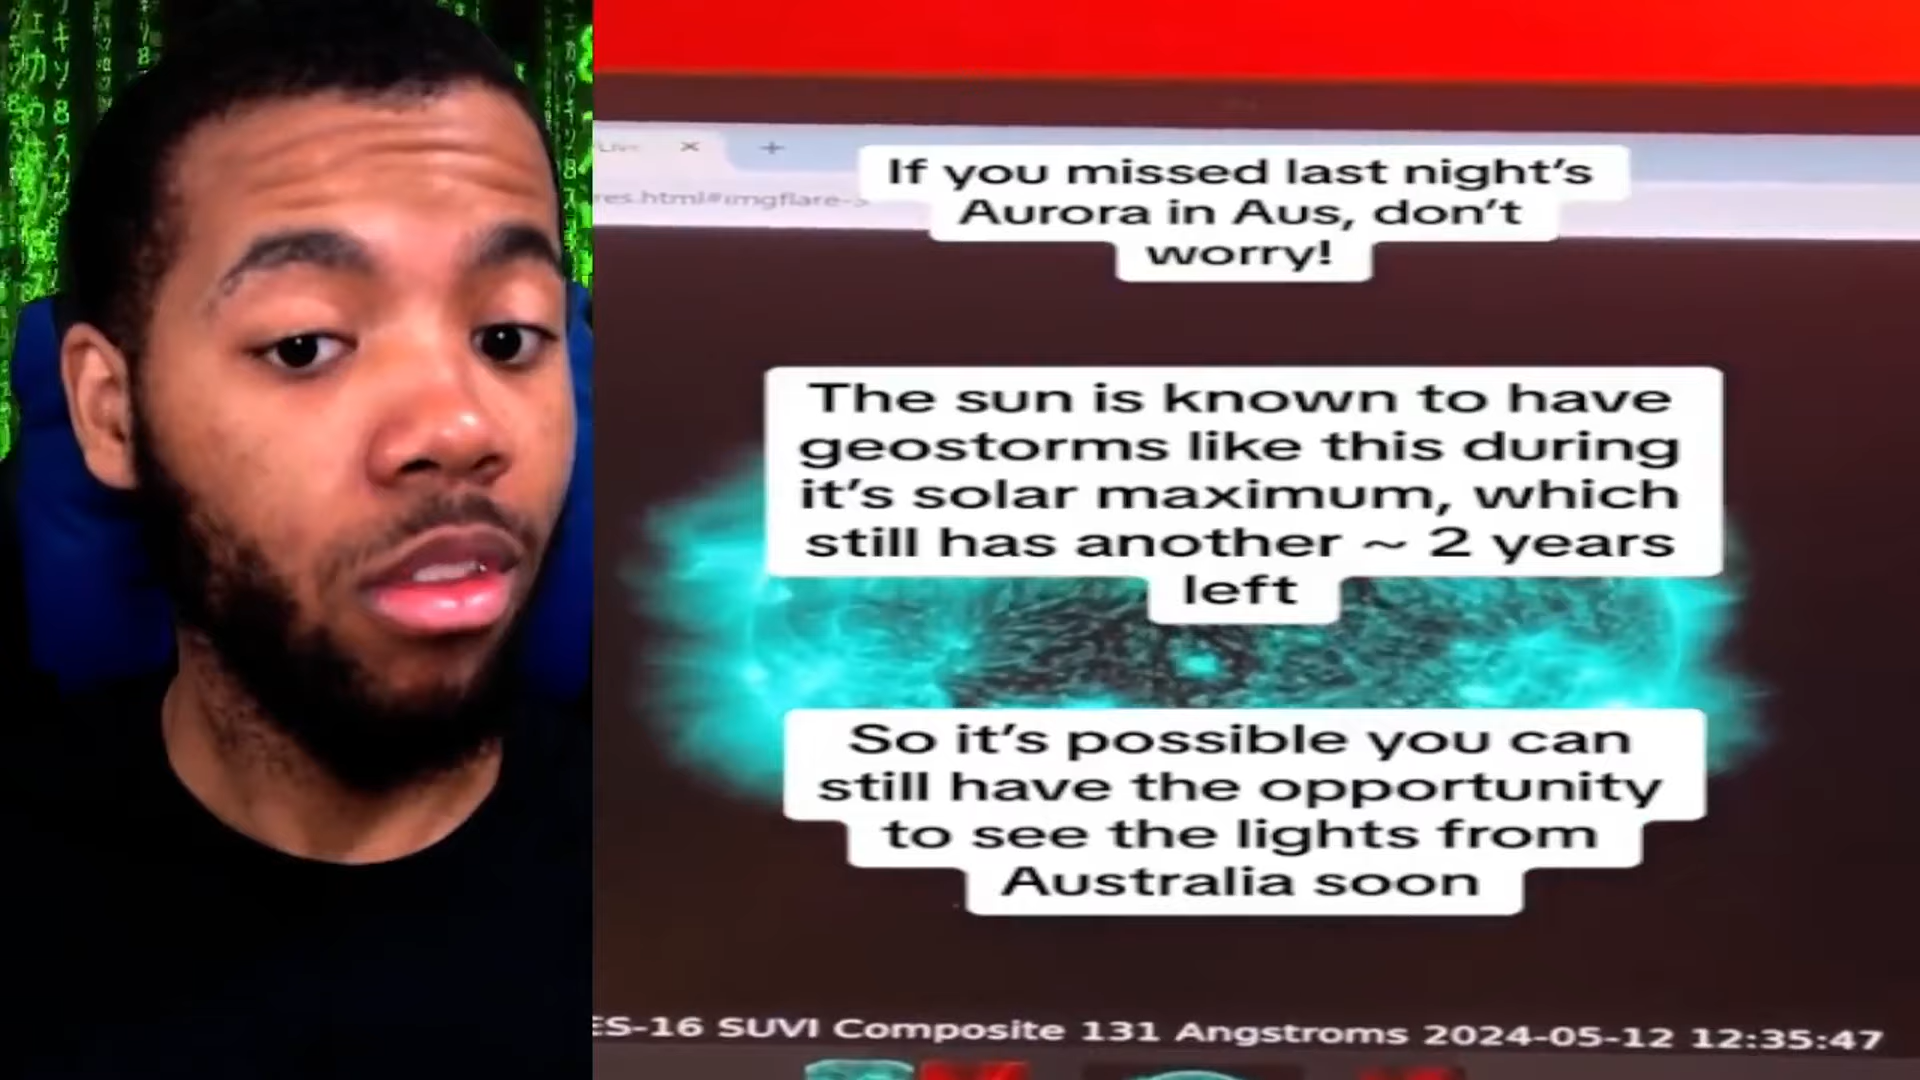 If you missed last night's
Aurora in Aus, don't
worry!
The sun is known to have
geostorms like this during
it's solar maximum, which
still has another ~ 2 years
left
So it's possible you can
still have the opportunity
to see the lights from
Australia soon
ES-16 SUVI Composite 131 Angstroms 2024-05-12 12:35:47